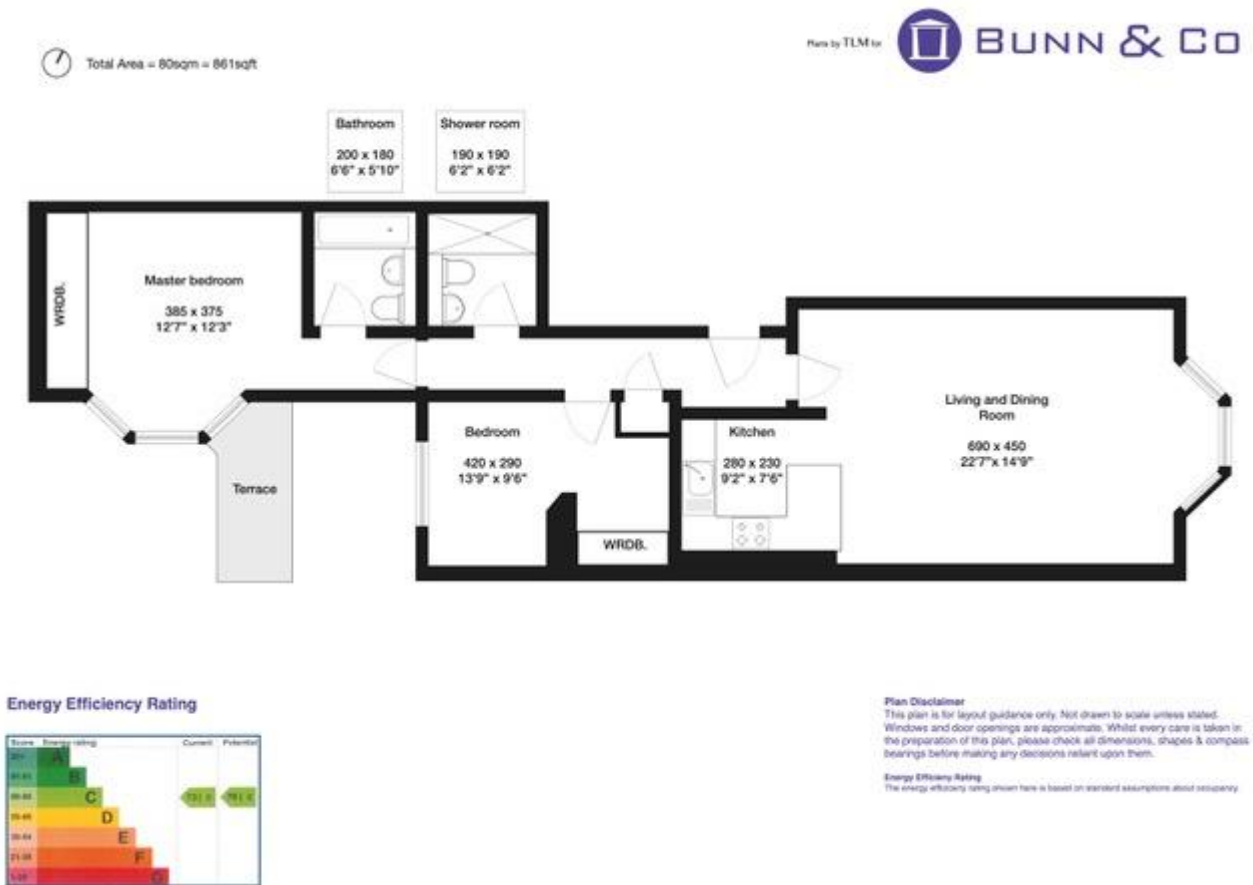 Plans by TLM for
BUNN & CO
Total Area = 80sqm = 861sqft
Bathroom
200 x 180
6'6" x 5'10"
Shower room
190 x 190
6'2" x 6'2"
WRDB.
Master bedroom
385 x 375
12'7" x 12'3"
Terrace
Bedroom
420 x 290
13'9" x 9'6"
WRDB.
Kitchen
280 x 230
9'2" x 7'6"
Living and Dining
Room
690 x 450
22'7"x 14'9"
Energy Efficiency Rating
Score Energy rating Current Potential
A
B
C
D
E
F
G
Plan Disclaimer
This plan is for layout guidance only. Not drawn to scale unless stated.
Windows and door openings are approximate. Whilst every care is taken in
the preparation of this plan, please check all dimensions, shapes & compass
bearings before making any decisions reliant upon them.
Energy Efficiency Rating
The energy efficiency rating shown here is based on standard assumptions about occupancy.